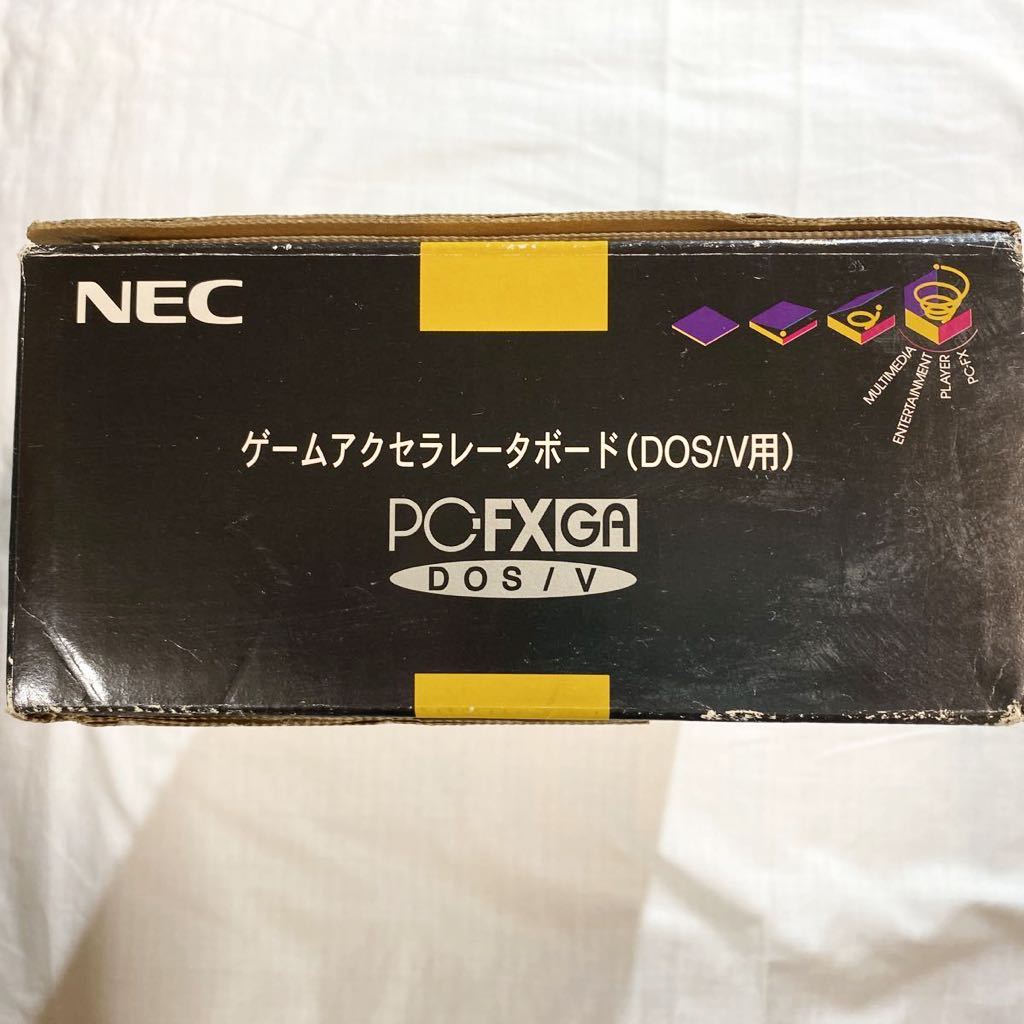 NEC
MULTIMEDIA
ENTERTAINMENT
PLAYER
PC-FX
ゲームアクセラレータボード(DOS/V用)
PC-FXGA
DOS/V